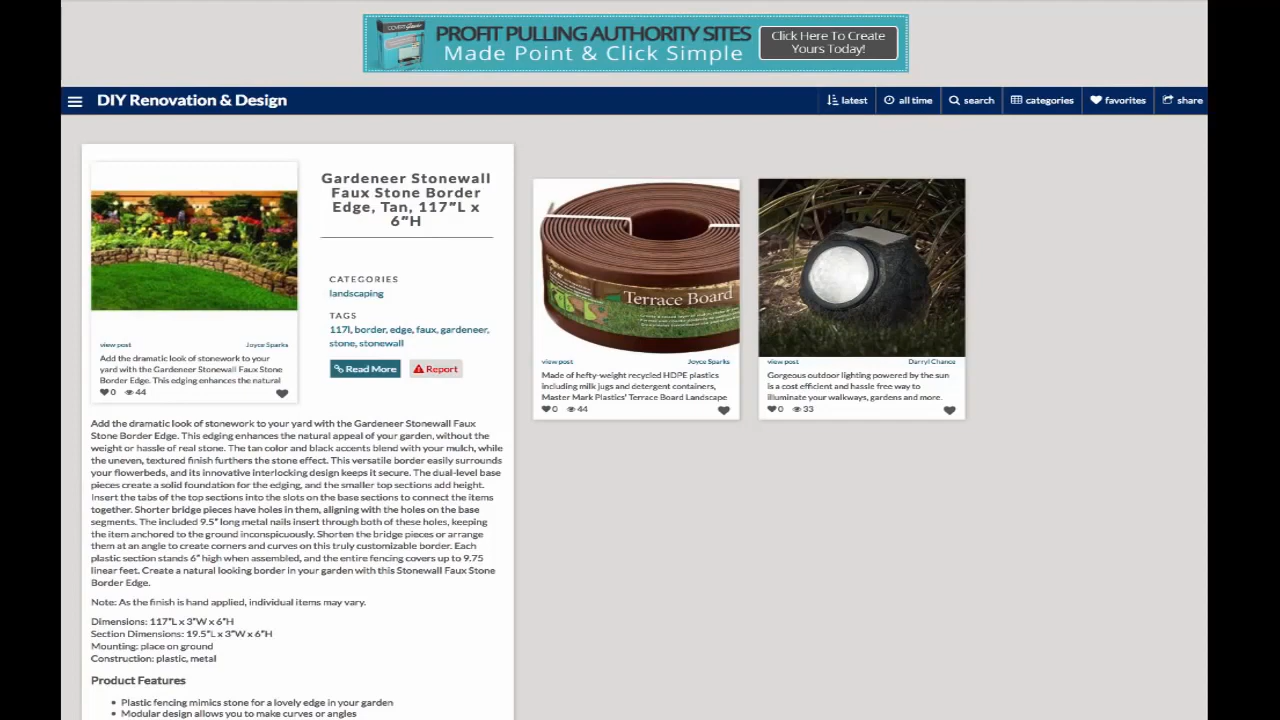 PROFIT PULLING AUTHORITY SITES
Made Point & Click Simple
Click Here To Create
Yours Today!
DIY Renovation & Design
latest
all time
search
categories
favorites
share
Gardeneer Stonewall
Faux Stone Border
Edge, Tan, 117"L x
6"H
CATEGORIES
landscaping
TAGS
117l, border, edge, faux, gardeneer,
stone, stonewall
Read More
Report
view post
Joyce Sparks
Add the dramatic look of stonework to your
yard with the Gardeneer Stonewall Faux Stone
Border Edge. This edging enhances the natural
0 44
Add the dramatic look of stonework to your yard with the Gardeneer Stonewall Faux
Stone Border Edge. This edging enhances the natural appeal of your garden, without the
weight or hassle of real stone. The tan color and black accents blend with your mulch, while
the uneven, textured finish furthers the stone effect. This versatile border easily surrounds
your flowerbeds, and its innovative interlocking design keeps it secure. The dual-level base
pieces create a solid foundation for the edging, and the smaller top sections add height.
Insert the tabs of the top sections into the slots on the base sections to connect the items
together. Shorter bridge pieces have holes in them, aligning with the holes on the base
segments. The included 9.5" long metal nails insert through both of these holes, keeping
the item anchored to the ground inconspicuously. Shorten the bridge pieces or arrange
them at an angle to create corners and curves on this truly customizable border. Each
plastic section stands 6" high when assembled, and the entire fencing covers up to 9.75
linear feet. Create a natural looking border in your garden with this Stonewall Faux Stone
Border Edge.
Note: As the finish is hand applied, individual items may vary.
Dimensions: 117"L x 3"W x 6"H
Section Dimensions: 19.5"L x 3"W x 6"H
Mounting: place on ground
Construction: plastic, metal
Product Features
• Plastic fencing mimics stone for a lovely edge in your garden
• Modular design allows you to make curves or angles
Terrace Board
view post
Joyce Sparks
Made of hefty-weight recycled HDPE plastics
including milk jugs and detergent containers,
Master Mark Plastics' Terrace Board Landscape
0 44
view post
Darryl Chance
Gorgeous outdoor lighting powered by the sun
is a cost efficient and hassle free way to
illuminate your walkways, gardens and more.
0 33